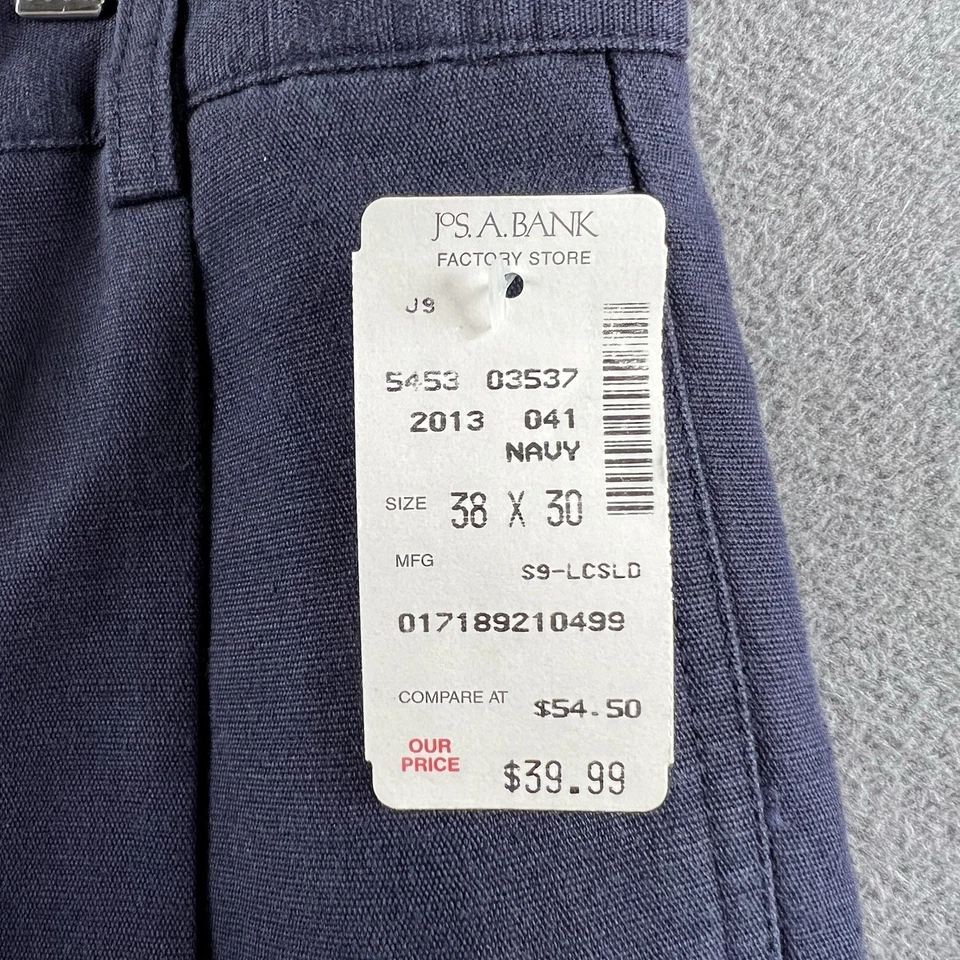 JOS. A. BANK
FACTORY STORE
J9
5453 03537
2013 041
NAVY
SIZE 38 X 30
MFG S9-LCSLD
017189210499
COMPARE AT $54.50
OUR
PRICE $39.99